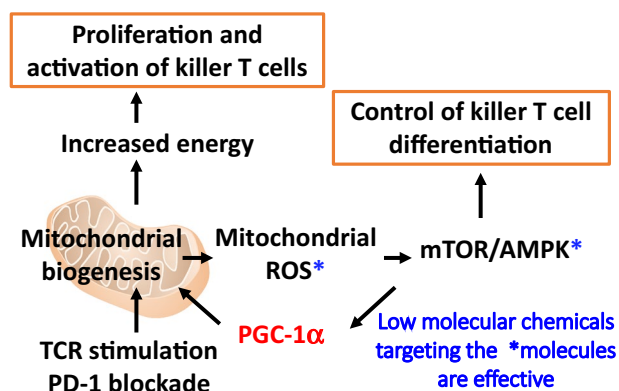 Proliferation and
activation of killer T cells
Control of killer T cell
differentiation
Increased energy
Mitochondrial
biogenesis
Mitochondrial
ROS*
mTOR/AMPK*
PGC-1α
TCR stimulation
PD-1 blockade
Low molecular chemicals
targeting the *molecules
are effective